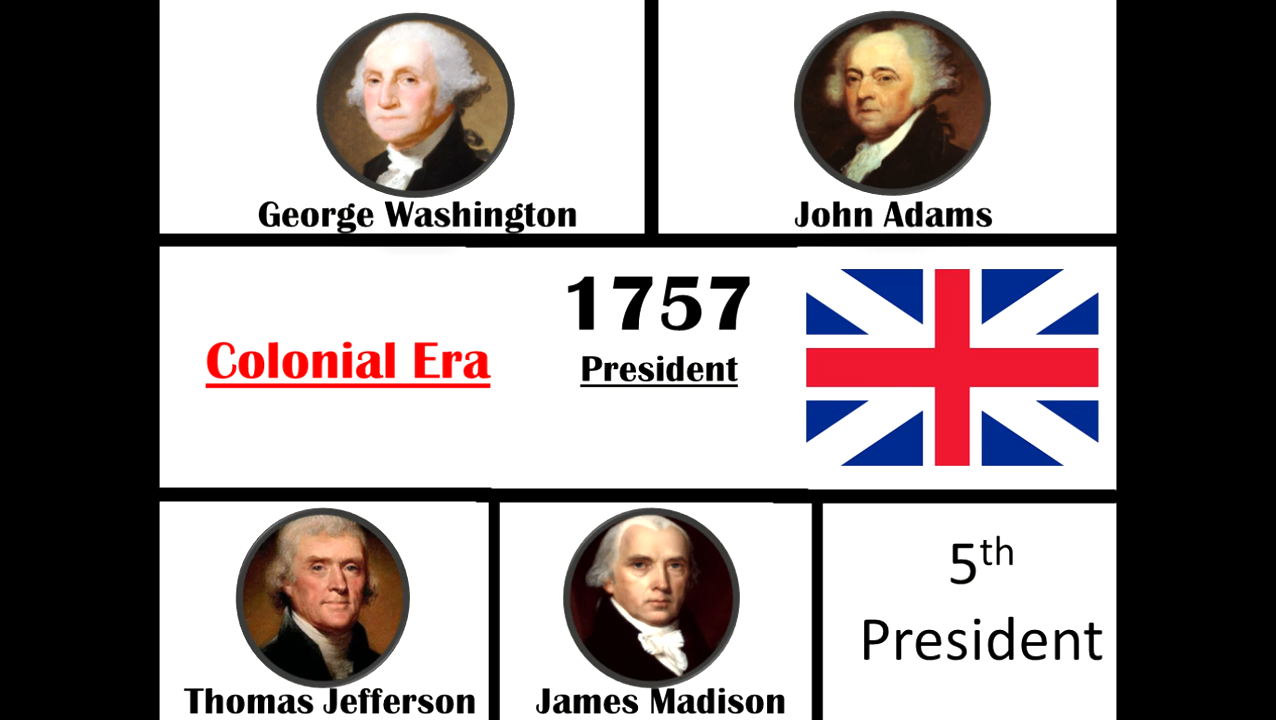 George Washington
John Adams
1757
Colonial Era
President
Thomas Jefferson
James Madison
5th
President